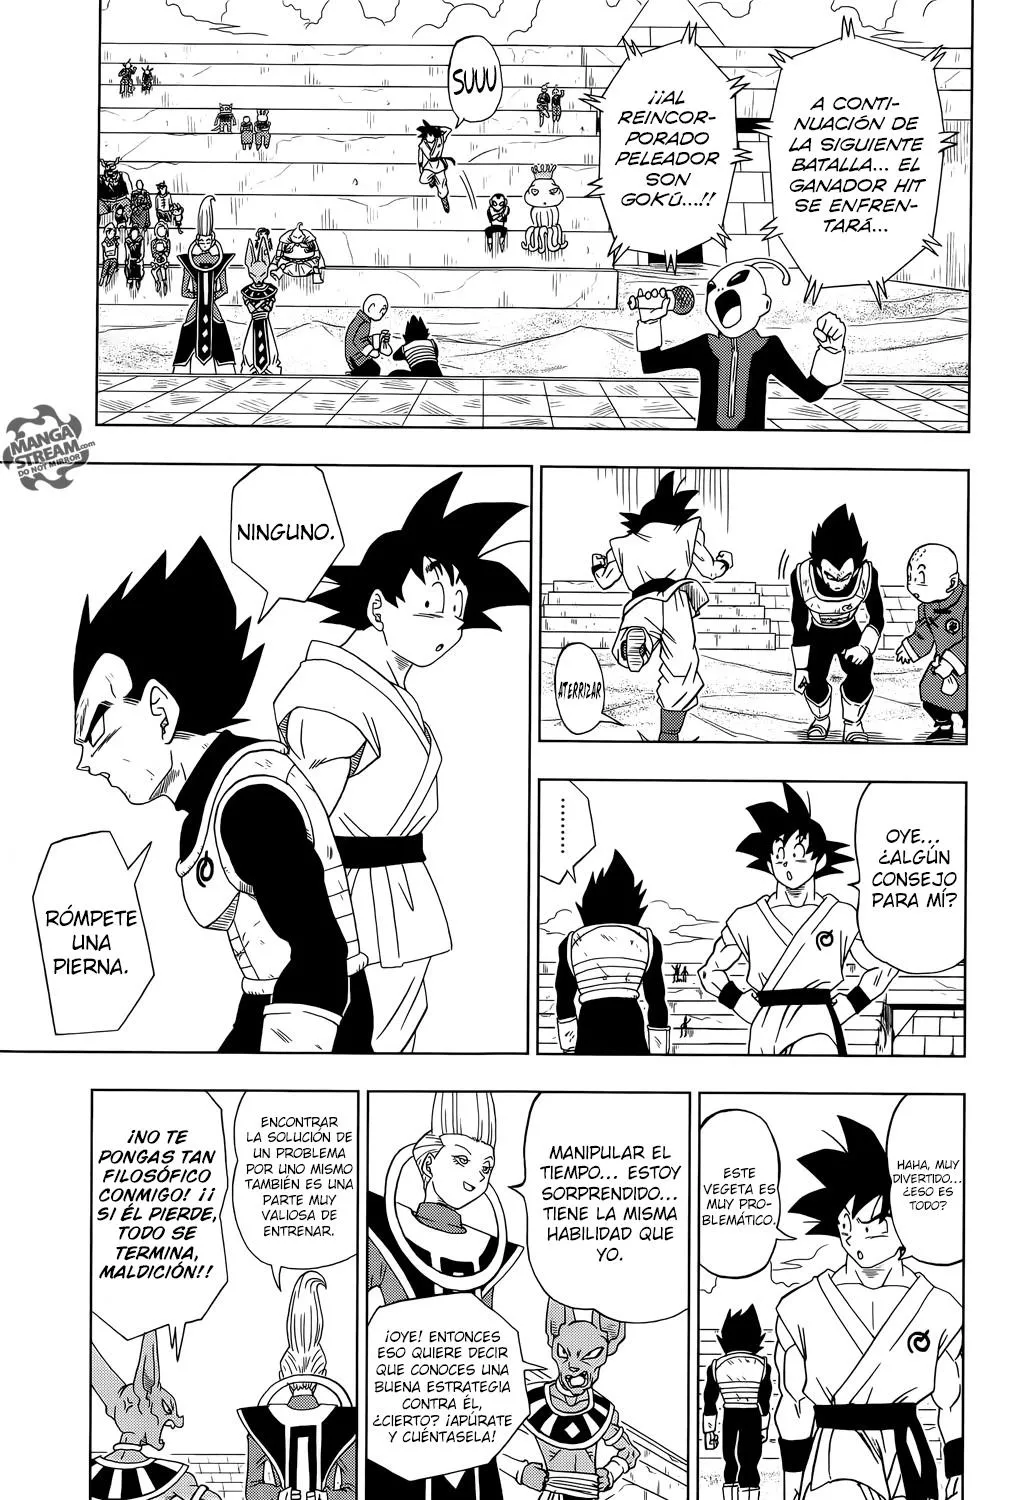 A CONTI-
NUACIÓN DE
LA SIGUIENTE
BATALLA... EL
GANADOR HIT
SE ENFREN-
TARÁ...
¡¡AL
REINCOR-
PORADO
PELEADOR
SON
GOKÚ...!!
SUUU
MANGA
STREAM.com
DO NOT MIRROR
ATERRIZAR
OYE...
¿ALGÚN
CONSEJO
PARA MÍ?
.........
NINGUNO.
RÓMPETE
UNA
PIERNA.
HAHA, MUY
DIVERTIDO...
¿ESO ES
TODO?
ESTE
VEGETA ES
MUY PRO-
BLEMÁTICO.
MANIPULAR EL
TIEMPO... ESTOY
SORPRENDIDO...
TIENE LA MISMA
HABILIDAD QUE
YO.
¡OYE! ENTONCES
ESO QUIERE DECIR
QUE CONOCES UNA
BUENA ESTRATEGIA
CONTRA ÉL,
¿CIERTO? ¡APÚRATE
Y CUÉNTASELA!
ENCONTRAR
LA SOLUCIÓN DE
UN PROBLEMA
POR UNO MISMO
TAMBIÉN ES UNA
PARTE MUY
VALIOSA DE
ENTRENAR.
¡NO TE
PONGAS TAN
FILOSÓFICO
CONMIGO! ¡¡
SI ÉL PIERDE,
TODO SE
TERMINA,
MALDICIÓN!!